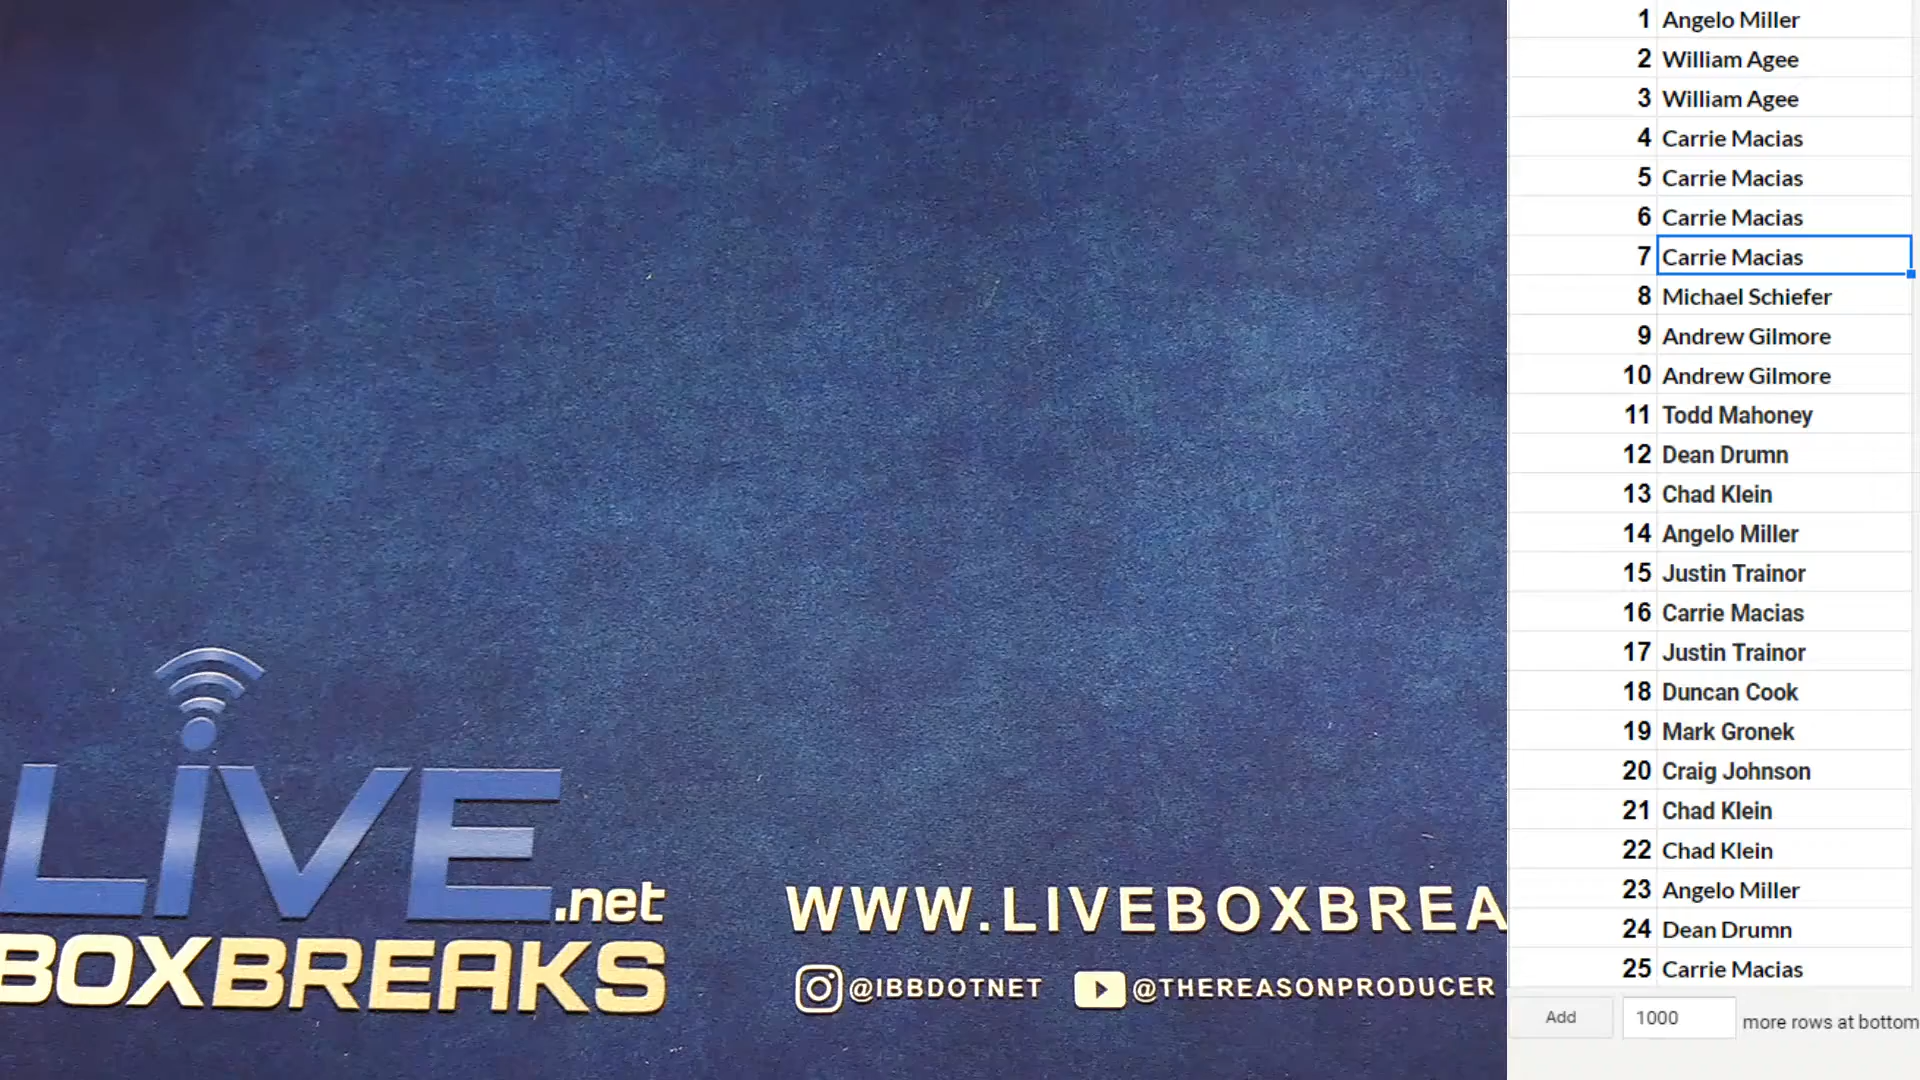 1 Angelo Miller
2 William Agee
3 William Agee
4 Carrie Macias
5 Carrie Macias
6 Carrie Macias
7 Carrie Macias
8 Michael Schiefer
9 Andrew Gilmore
10 Andrew Gilmore
11 Todd Mahoney
12 Dean Drumn
13 Chad Klein
14 Angelo Miller
15 Justin Trainor
16 Carrie Macias
17 Justin Trainor
18 Duncan Cook
19 Mark Gronek
20 Craig Johnson
21 Chad Klein
22 Chad Klein
23 Angelo Miller
24 Dean Drumn
25 Carrie Macias
Add 1000 more rows at bottom
LIVE.net
BOXBREAKS
WWW.LIVEBOXBREA
@IBBDOTNET @THEREASONPRODUCER